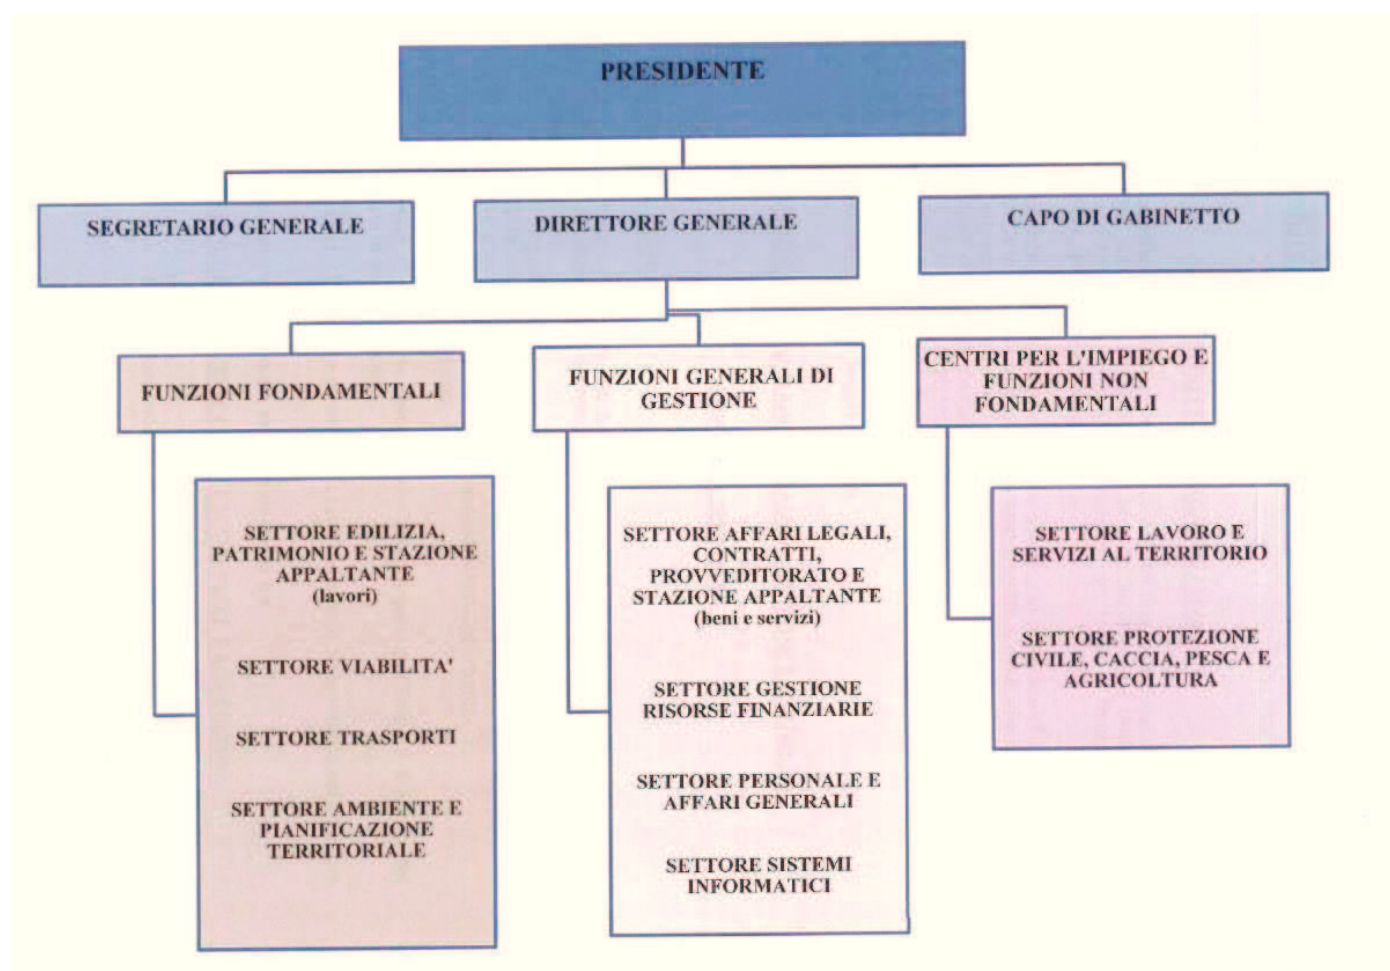 PRESIDENTE
SEGRETARIO GENERALE
DIRETTORE GENERALE
CAPO DI GABINETTO
FUNZIONI FONDAMENTALI
FUNZIONI GENERALI DI
GESTIONE
CENTRI PER L'IMPIEGO E
FUNZIONI NON
FONDAMENTALI
SETTORE EDILIZIA,
PATRIMONIO E STAZIONE
APPALTANTE
(lavori)
SETTORE VIABILITA'
SETTORE TRASPORTI
SETTORE AMBIENTE E
PIANIFICAZIONE
TERRITORIALE
SETTORE AFFARI LEGALI,
CONTRATTI,
PROVVEDITORATO E
STAZIONE APPALTANTE
(beni e servizi)
SETTORE GESTIONE
RISORSE FINANZIARIE
SETTORE PERSONALE E
AFFARI GENERALI
SETTORE SISTEMI
INFORMATICI
SETTORE LAVORO E
SERVIZI AL TERRITORIO
SETTORE PROTEZIONE
CIVILE, CACCIA, PESCA E
AGRICOLTURA